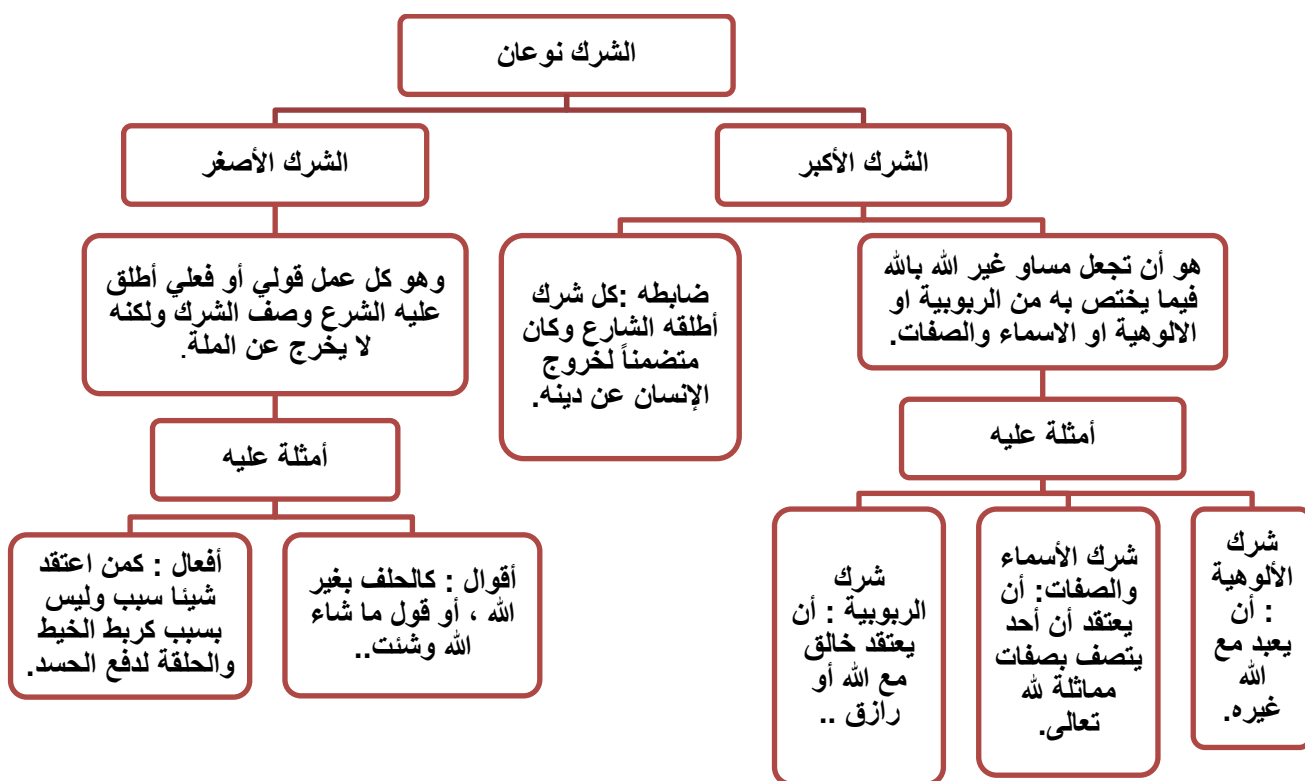 الشرك نوعان
الشرك الأكبر
الشرك الأصغر
هو أن تجعل مساو غير الله بالله
فيما يختص به من الربوبية او
الالوهية او الاسماء والصفات.
ضابطه :كل شرك
أطلقه الشارع وكان
متضمناً لخروج
الإنسان عن دينه.
وهو كل عمل قولي أو فعلي أطلق
عليه الشرع وصف الشرك ولكنه
لا يخرج عن الملة.
أمثلة عليه
أمثلة عليه
شرك
الألوهية
: أن
يعبد مع
الله
غيره.
شرك الأسماء
والصفات: أن
يعتقد أن أحد
يتصف بصفات
مماثلة لله
تعالى.
شرك
الربوبية : أن
يعتقد خالق
مع الله أو
رازق ..
أقوال : كالحلف بغير
الله ، أو قول ما شاء
الله وشئت..
أفعال : كمن اعتقد
شيئا سبب وليس
بسبب كربط الخيط
والحلقة لدفع الحسد.